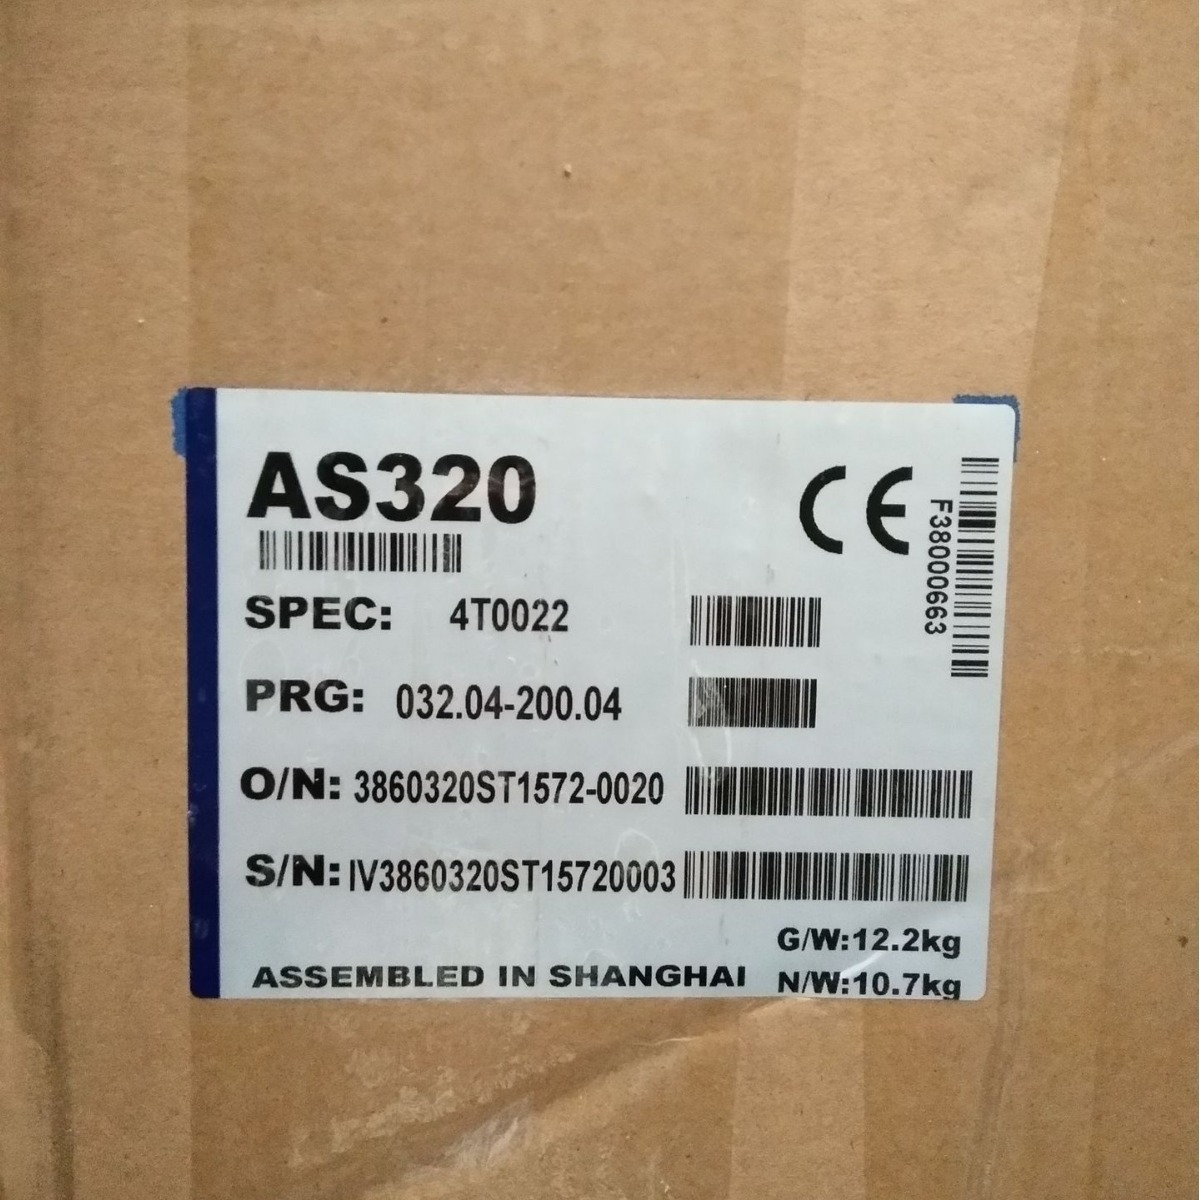 AS320
CE
F38000663
SPEC: 4T0022
PRG: 032.04-200.04
O/N: 3860320ST1572-0020
S/N: IV3860320ST15720003
G/W:12.2kg
ASSEMBLED IN SHANGHAI N/W:10.7kg